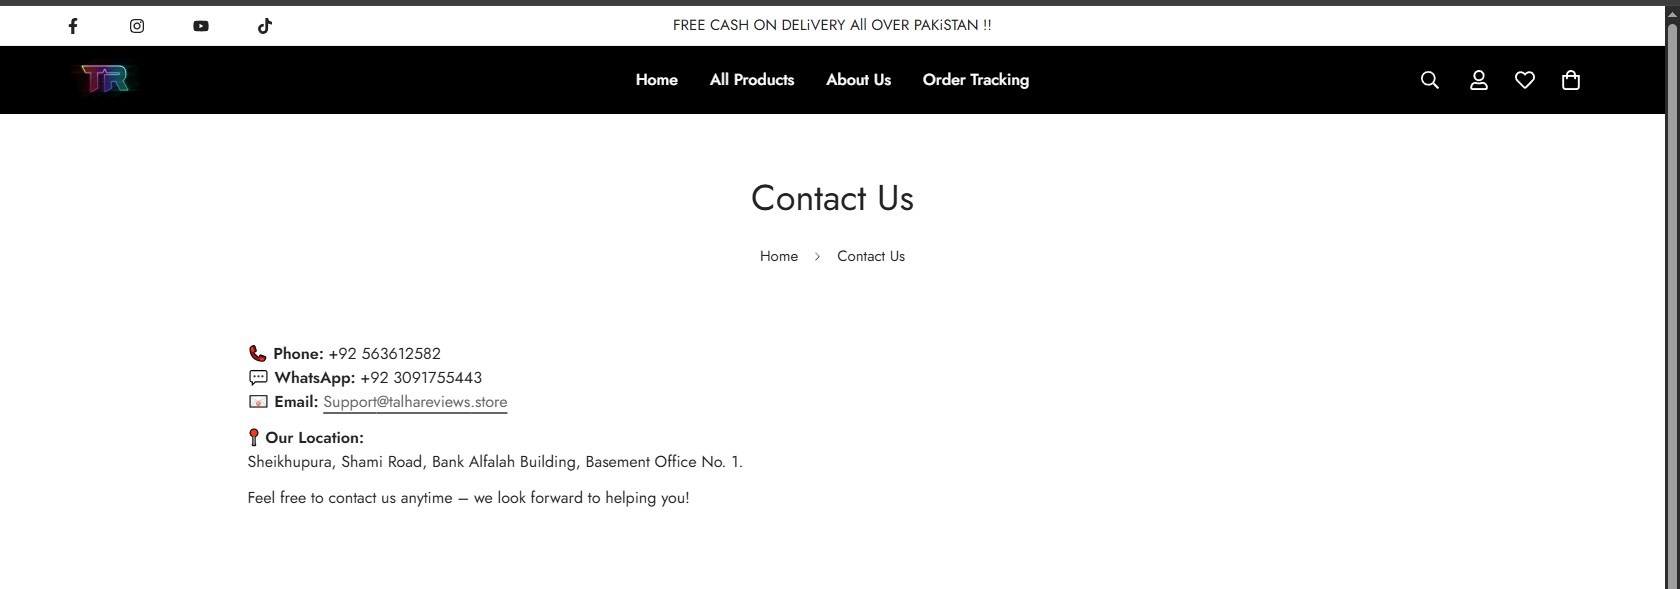 FREE CASH ON DELiVERY All OVER PAKiSTAN !!
TR
Home All Products About Us Order Tracking
Contact Us
Home > Contact Us
Phone: +92 563612582
WhatsApp: +92 3091755443
Email: Support@talhareviews.store
Our Location:
Sheikhupura, Shami Road, Bank Alfalah Building, Basement Office No. 1.
Feel free to contact us anytime – we look forward to helping you!